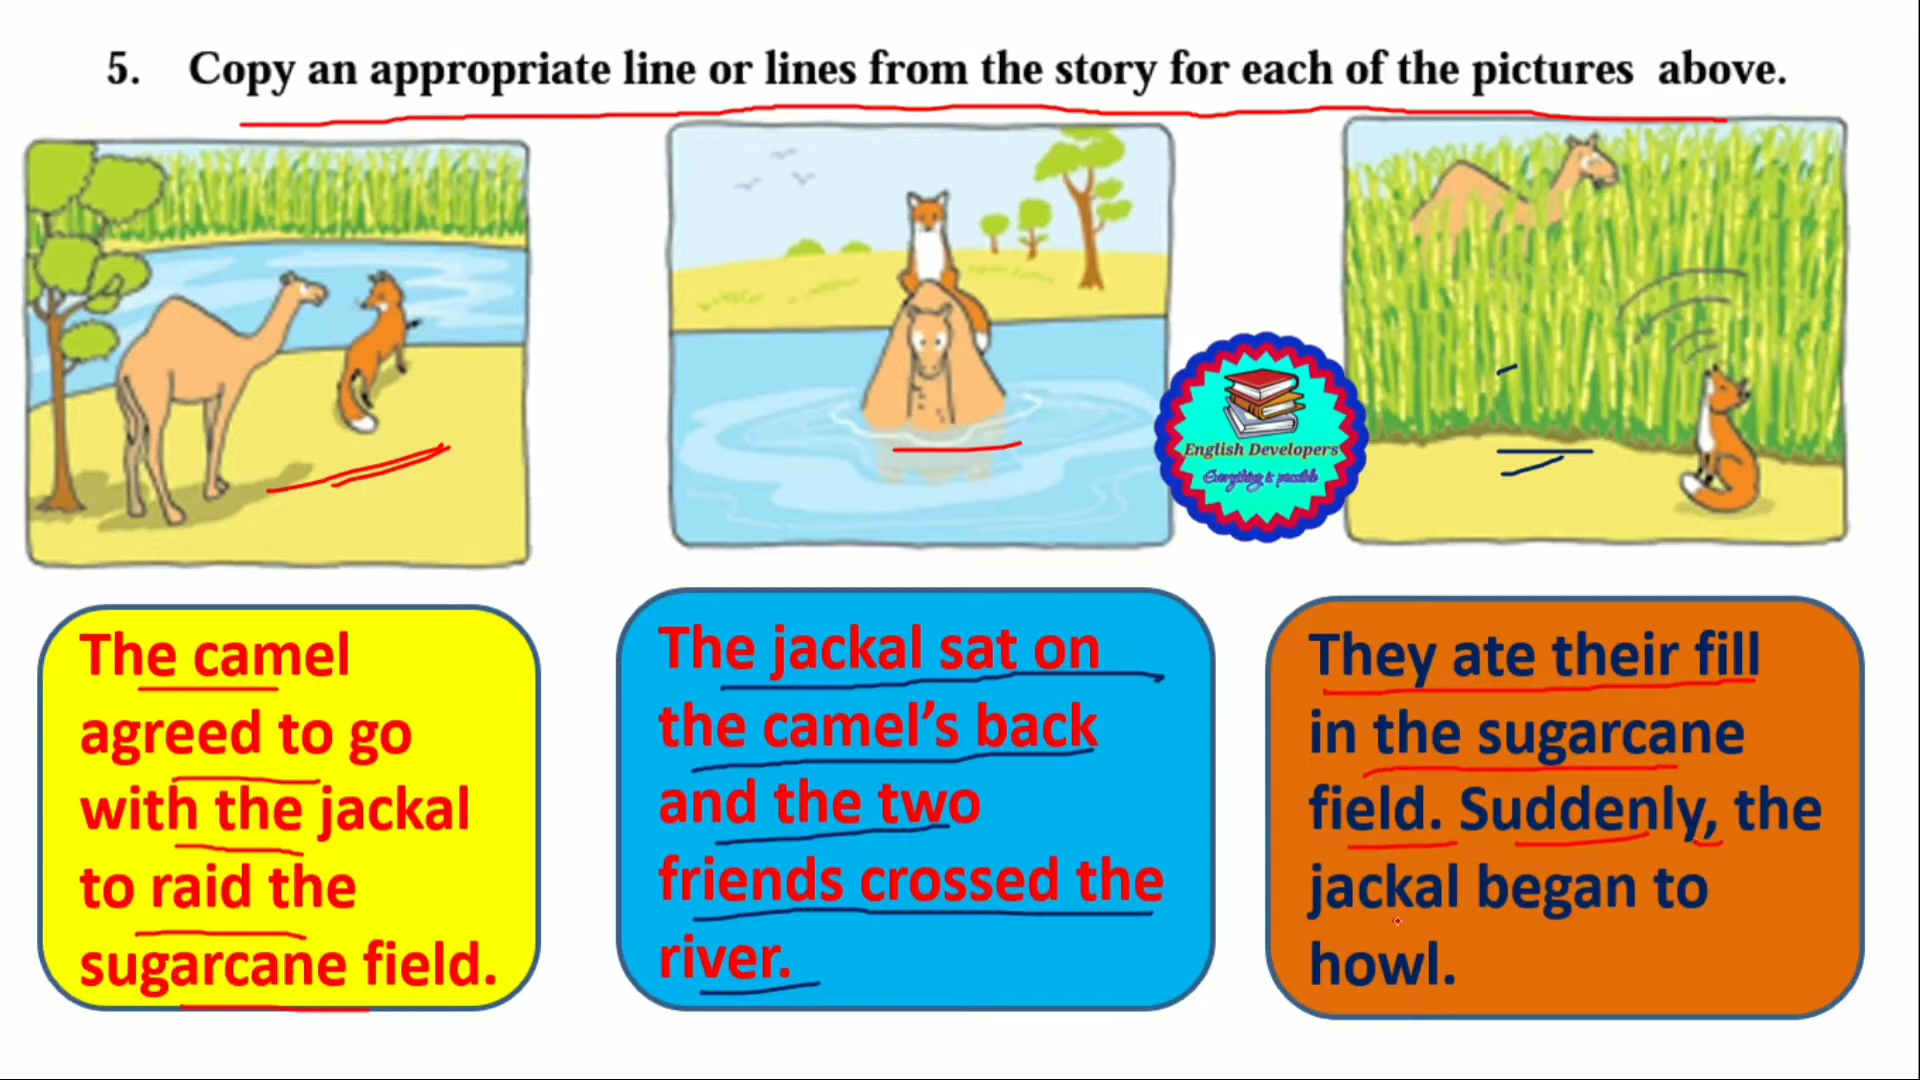 5. Copy an appropriate line or lines from the story for each of the pictures above.
English Developers
Everything is possible
The camel
agreed to go
with the jackal
to raid the
sugarcane field.
The jackal sat on
the camel’s back
and the two
friends crossed the
river.
They ate their fill
in the sugarcane
field. Suddenly, the
jackal began to
howl.